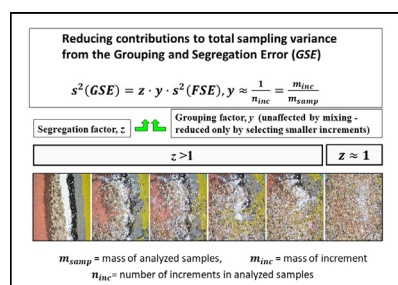 Reducing contributions to total sampling variance
from the Grouping and Segregation Error (GSE)
s²(GSE) = z · y · s²(FSE), y ≈ 1/n_inc = m_inc/m_samp
Segregation factor, z
Grouping factor, y (unaffected by mixing -
reduced only by selecting smaller increments)
z >1
z ≈ 1
m_samp = mass of analyzed samples, m_inc = mass of increment
n_inc= number of increments in analyzed samples